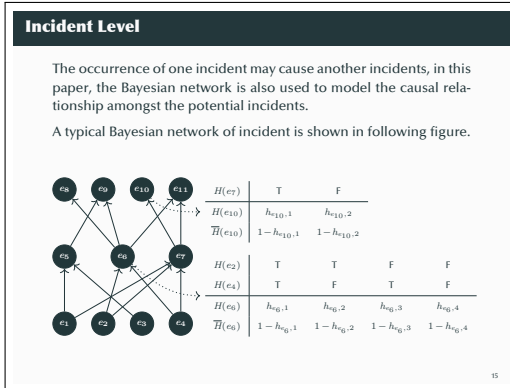 Incident Level
The occurrence of one incident may cause another incidents, in this
paper, the Bayesian network is also used to model the causal rela-
tionship amongst the potential incidents.
A typical Bayesian network of incident is shown in following figure.
e₈ e₉ e₁₀ e₁₁
H(e₇) T F
H(e₁₀) h_{e₁₀,1} h_{e₁₀,2}
H̅(e₁₀) 1−h_{e₁₀,1} 1−h_{e₁₀,2}
e₅ e₆ e₇
H(e₂) T T F F
H(e₄) T F T F
H(e₆) h_{e₆,1} h_{e₆,2} h_{e₆,3} h_{e₆,4}
H̅(e₆) 1−h_{e₆,1} 1−h_{e₆,2} 1−h_{e₆,3} 1−h_{e₆,4}
e₁ e₂ e₃ e₄
15